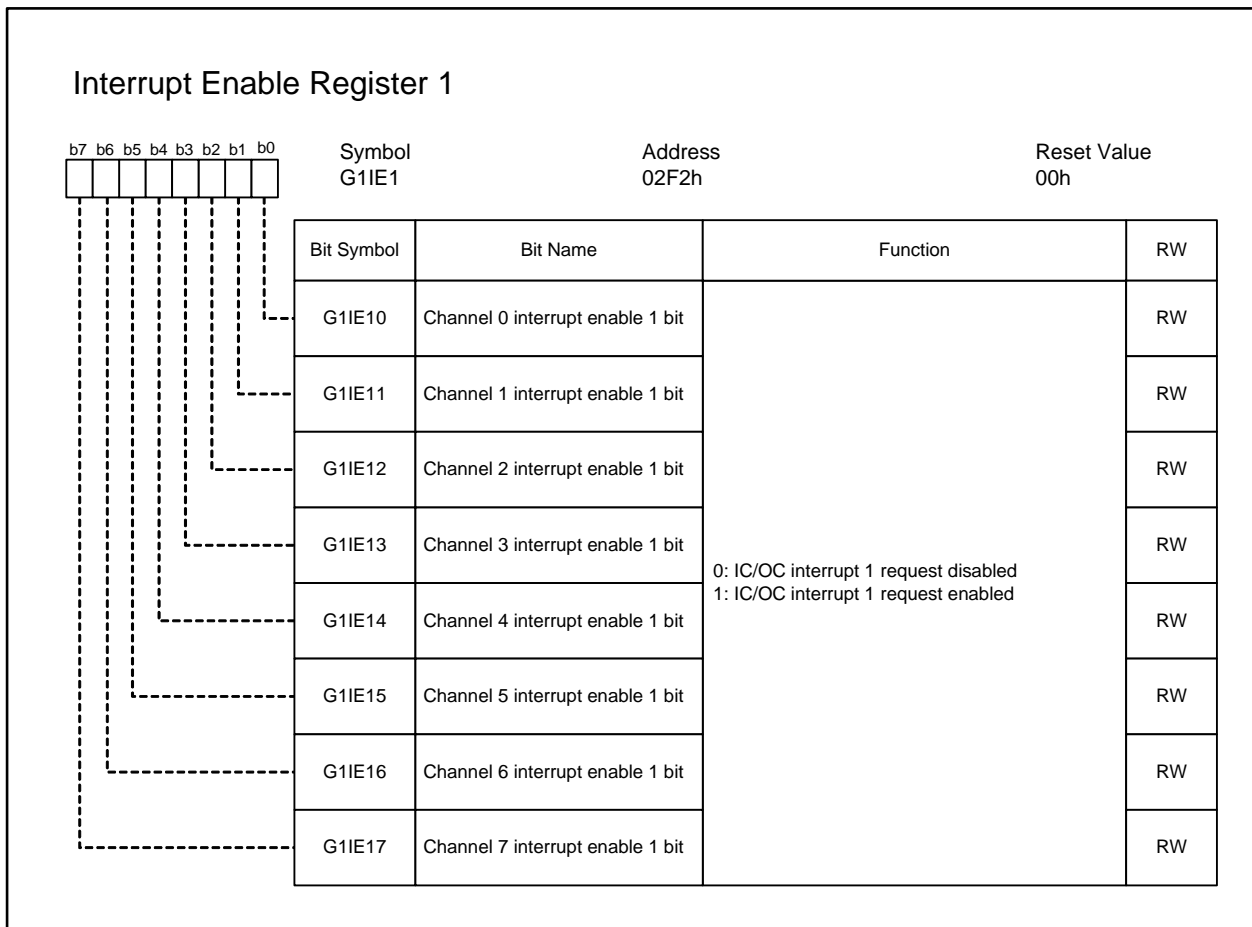 Interrupt Enable Register 1
b7 b6 b5 b4 b3 b2 b1 b0
Symbol Address Reset Value
G1IE1 02F2h 00h
Bit Symbol Bit Name Function RW
G1IE10 Channel 0 interrupt enable 1 bit RW
G1IE11 Channel 1 interrupt enable 1 bit RW
G1IE12 Channel 2 interrupt enable 1 bit RW
G1IE13 Channel 3 interrupt enable 1 bit RW
0: IC/OC interrupt 1 request disabled
1: IC/OC interrupt 1 request enabled
G1IE14 Channel 4 interrupt enable 1 bit RW
G1IE15 Channel 5 interrupt enable 1 bit RW
G1IE16 Channel 6 interrupt enable 1 bit RW
G1IE17 Channel 7 interrupt enable 1 bit RW